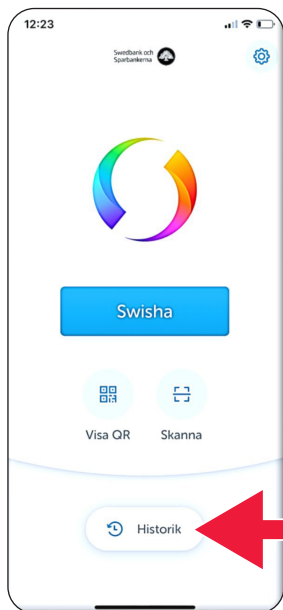 12:23
Swedbank och
Sparbankerna
Swisha
Visa QR
Skanna
Historik